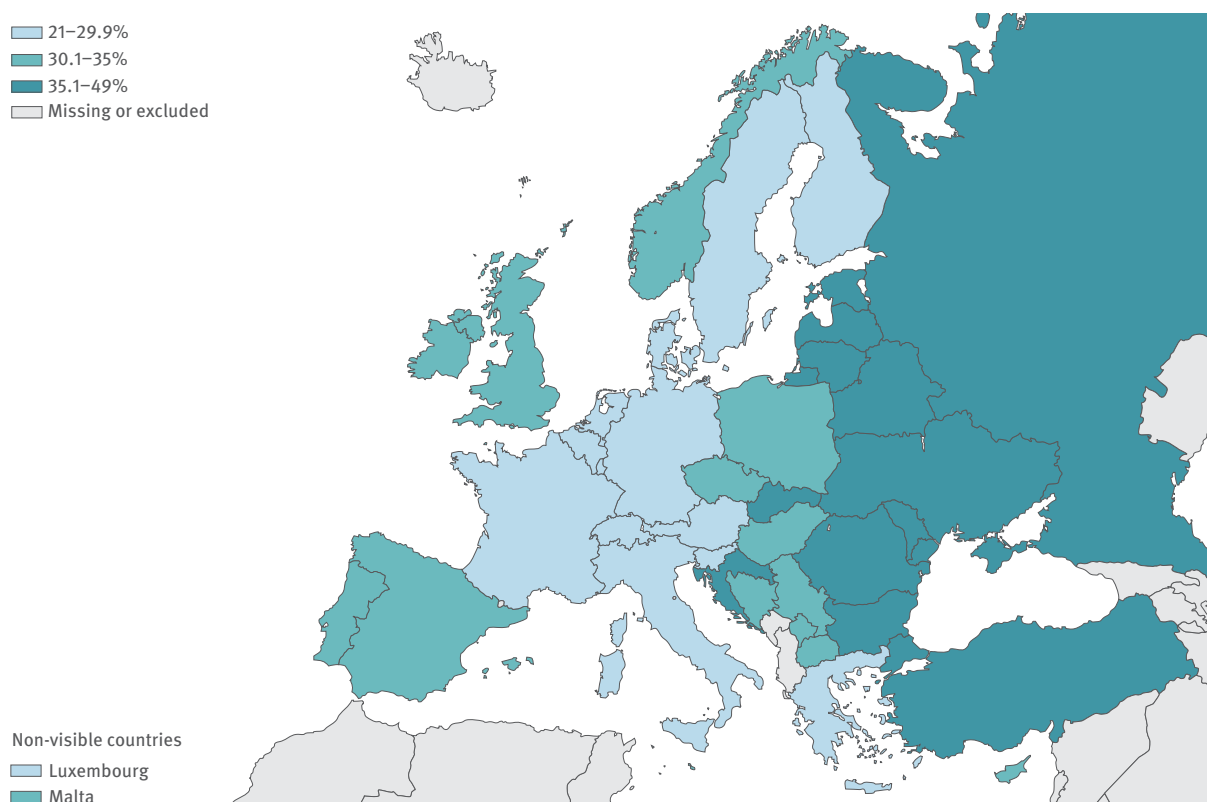 21–29.9%
30.1–35%
35.1–49%
Missing or excluded
Non-visible countries
Luxembourg
Malta